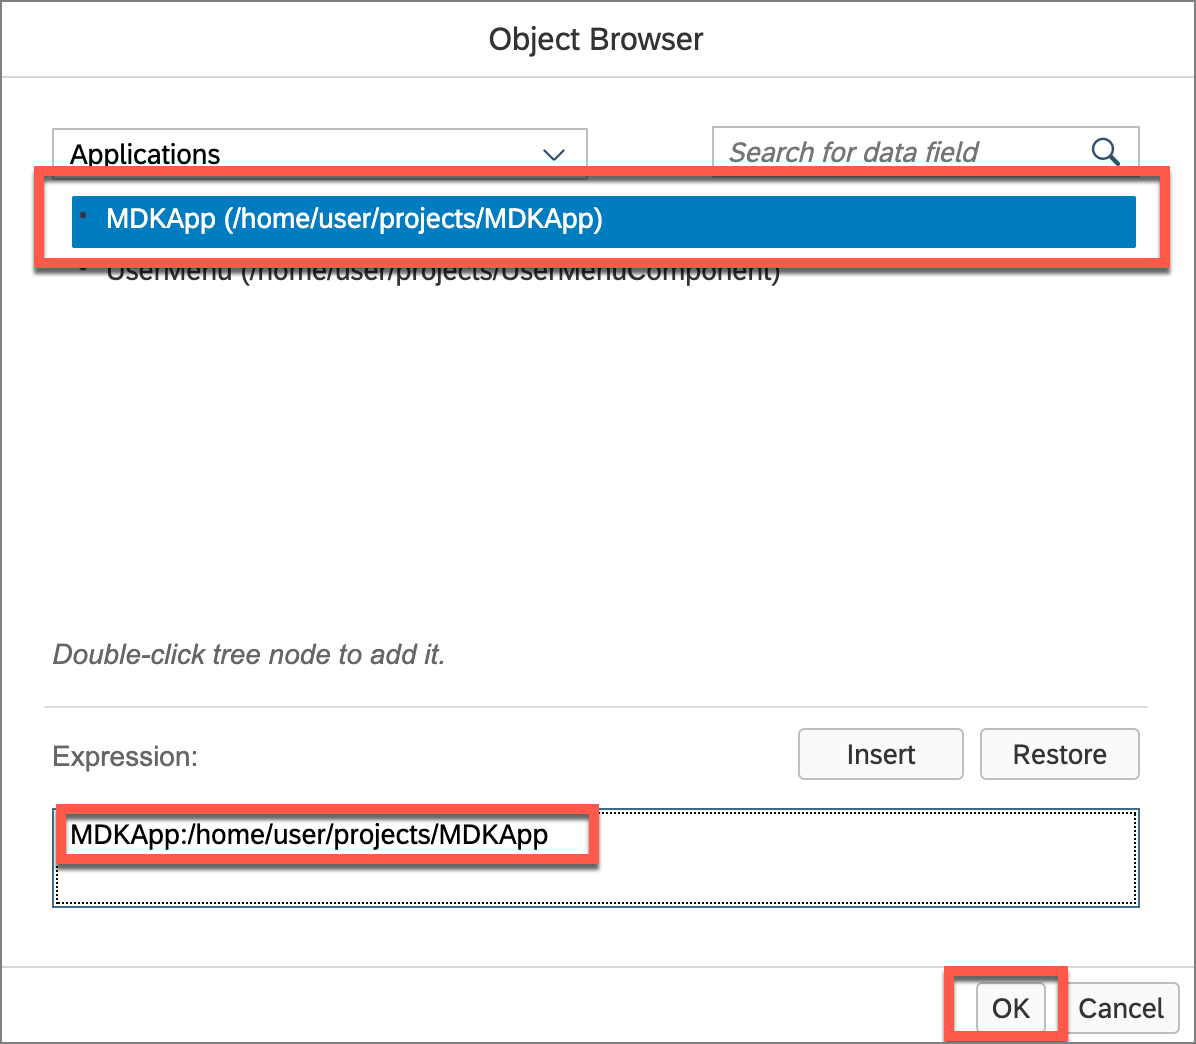 Object Browser
Applications
Search for data field
MDKApp (/home/user/projects/MDKApp)
UserMenu (/home/user/projects/UserMenuComponent)
Double-click tree node to add it.
Expression:
Insert
Restore
MDKApp:/home/user/projects/MDKApp
OK
Cancel